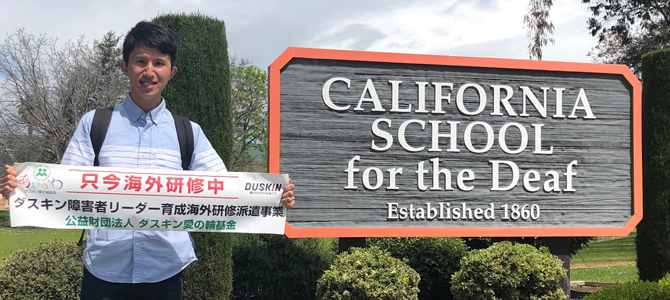 只今海外研修中
DUSKIN
ダスキン障害者リーダー育成海外研修派遣事業
公益財団法人 ダスキン愛の輪基金
CALIFORNIA
SCHOOL
for the Deaf
Established 1860